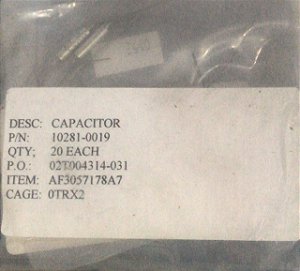 DESC: CAPACITOR
P/N: 10281-0019
QTY; 20 EACH
P.O.: 02T004314-031
ITEM: AF3057178A7
CAGE: 0TRX2